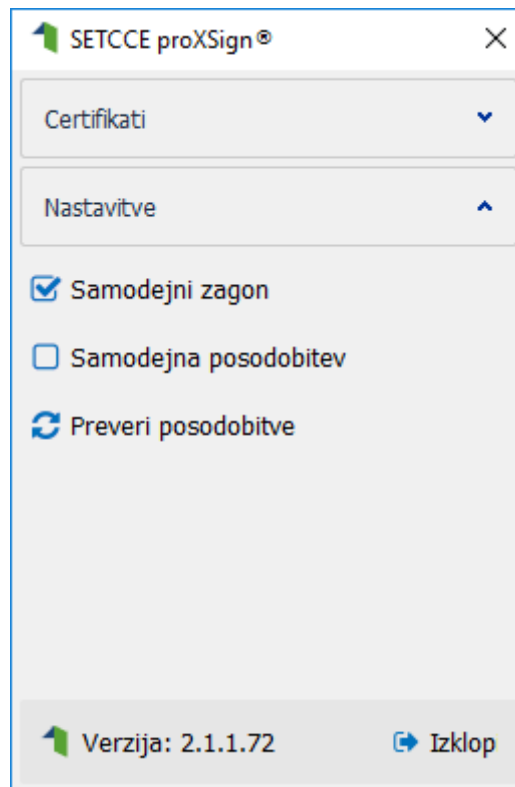 SETCCE proXSign®
Certifikati
Nastavitve
Samodejni zagon
Samodejna posodobitev
Preveri posodobitve
Verzija: 2.1.1.72 Izklop